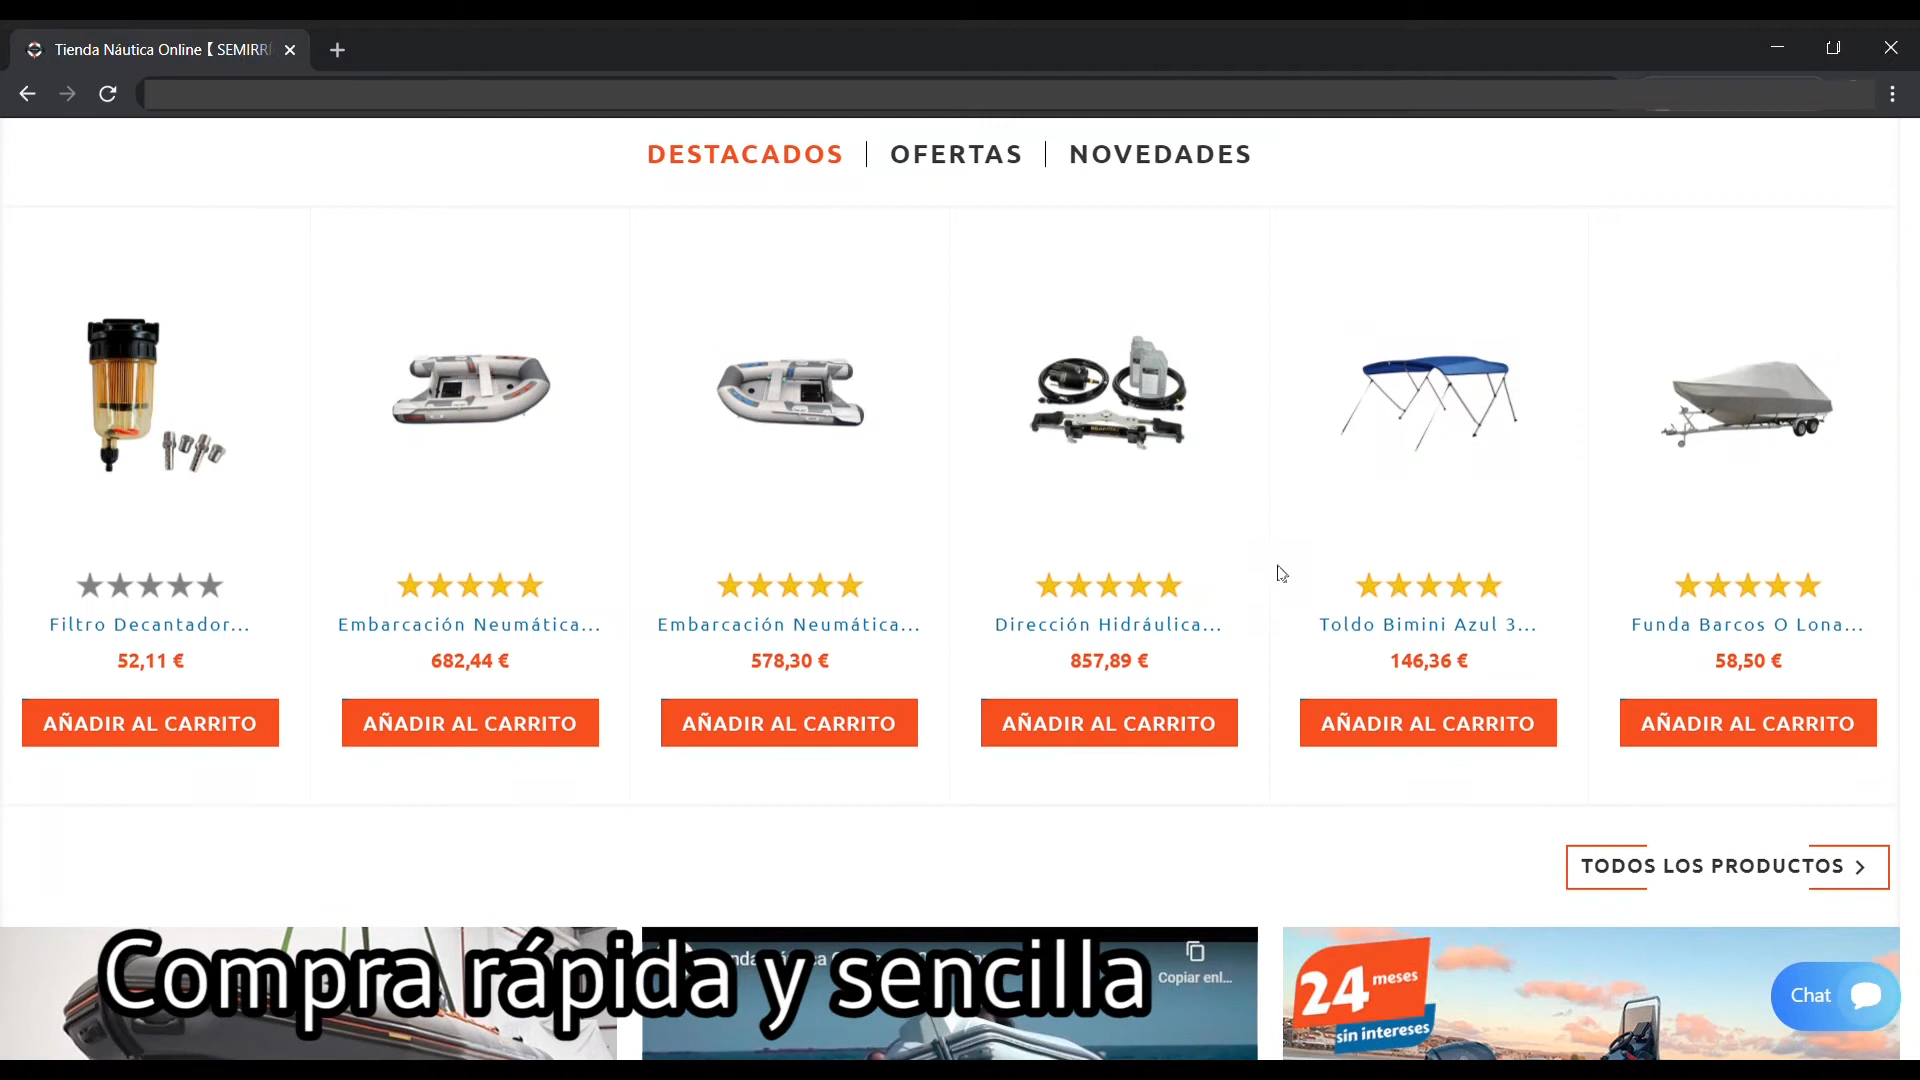 Tienda Náutica Online【 SEMIRRÍ
DESTACADOS
OFERTAS
NOVEDADES
Filtro Decantador...
52,11 €
AÑADIR AL CARRITO
Embarcación Neumática...
682,44 €
AÑADIR AL CARRITO
Embarcación Neumática...
578,30 €
AÑADIR AL CARRITO
Dirección Hidráulica...
857,89 €
AÑADIR AL CARRITO
Toldo Bimini Azul 3...
146,36 €
AÑADIR AL CARRITO
Funda Barcos O Lona...
58,50 €
AÑADIR AL CARRITO
TODOS LOS PRODUCTOS
Compra rápida y sencilla
Copiar enl...
24 meses
sin intereses
Chat